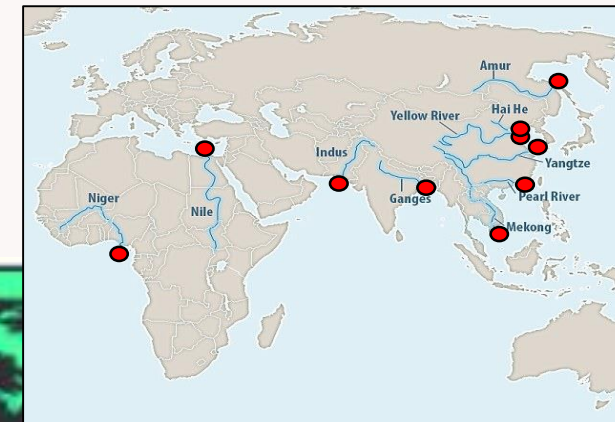 Amur
Hai He
Yellow River
Indus
Yangtze
Ganges
Pearl River
Niger
Nile
Mekong